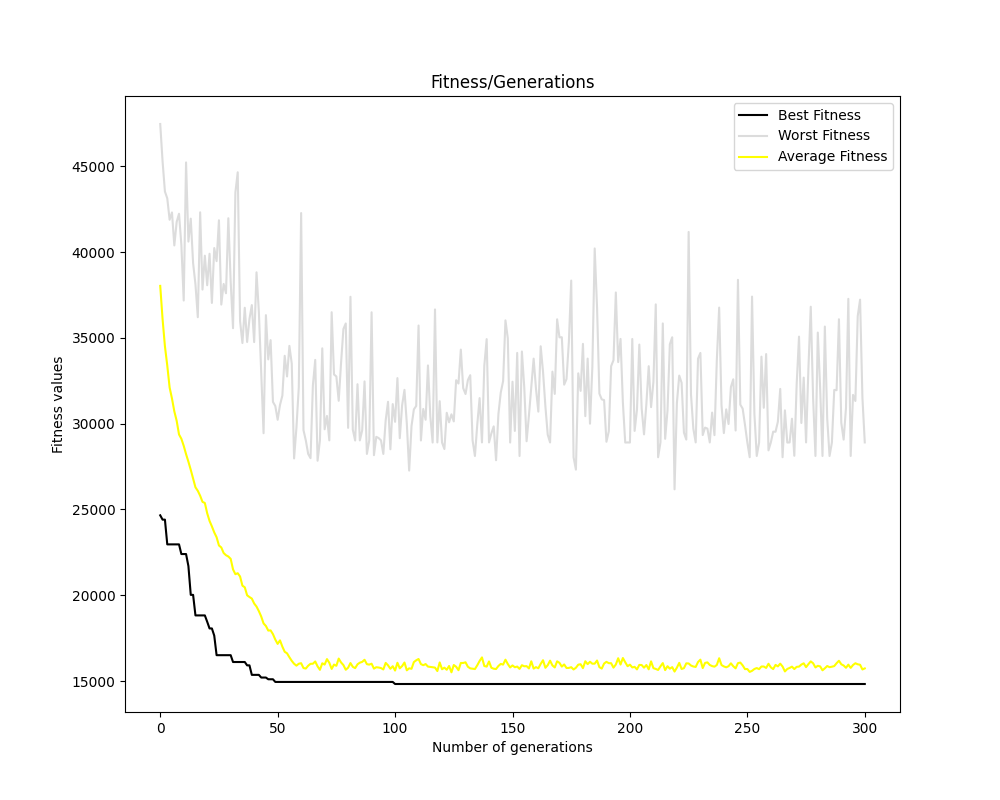 Fitness/Generations
Best Fitness
Worst Fitness
Average Fitness
45000
40000
35000
30000
25000
20000
15000
Fitness values
0 50 100 150 200 250 300
Number of generations